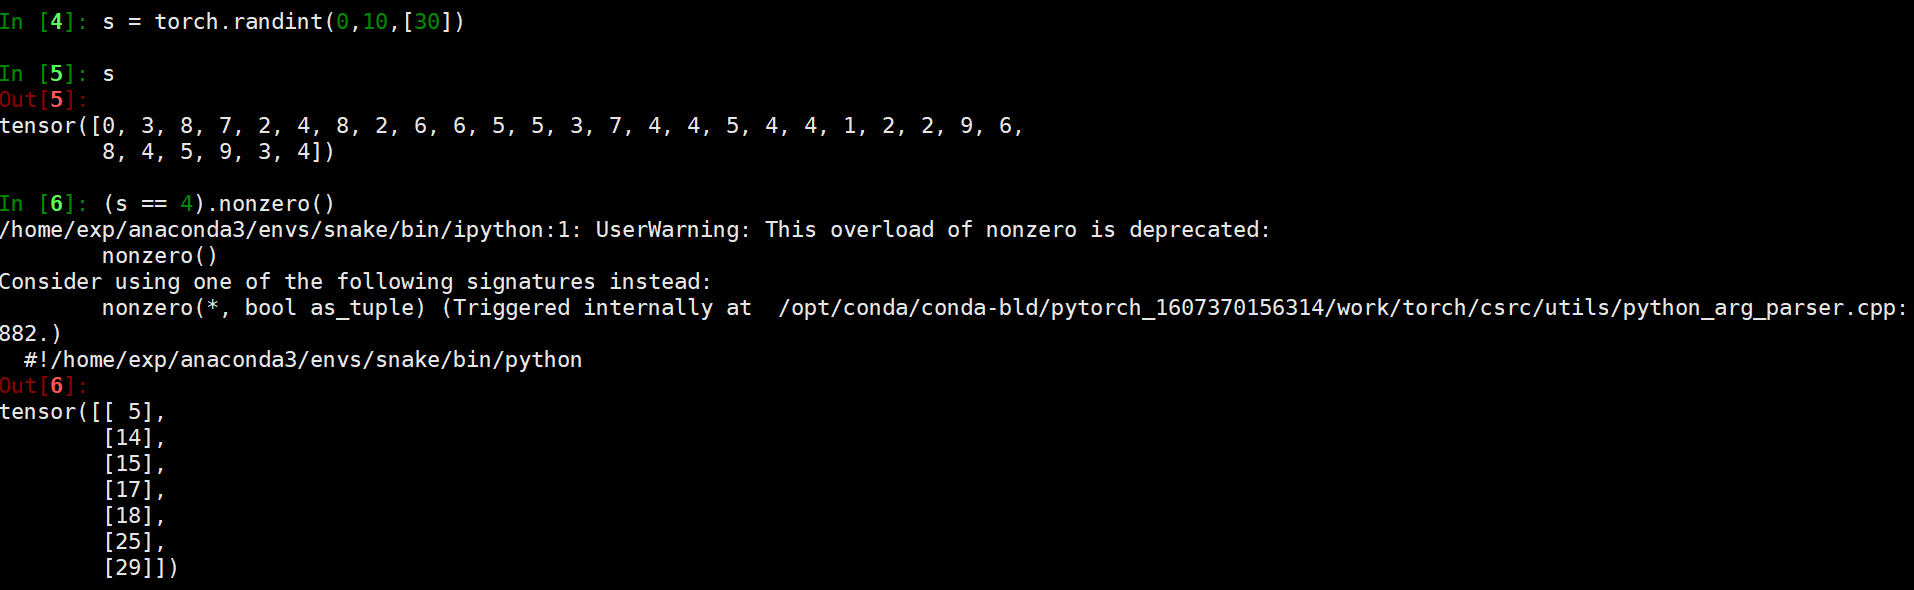 In [4]: s = torch.randint(0,10,[30])
In [5]: s
Out[5]:
tensor([0, 3, 8, 7, 2, 4, 8, 2, 6, 6, 5, 5, 3, 7, 4, 4, 5, 4, 4, 1, 2, 2, 9, 6,
        8, 4, 5, 9, 3, 4])
In [6]: (s == 4).nonzero()
/home/exp/anaconda3/envs/snake/bin/ipython:1: UserWarning: This overload of nonzero is deprecated:
        nonzero()
Consider using one of the following signatures instead:
        nonzero(*, bool as_tuple) (Triggered internally at  /opt/conda/conda-bld/pytorch_1607370156314/work/torch/csrc/utils/python_arg_parser.cpp:
882.)
  #!/home/exp/anaconda3/envs/snake/bin/python
Out[6]:
tensor([[ 5],
        [14],
        [15],
        [17],
        [18],
        [25],
        [29]])